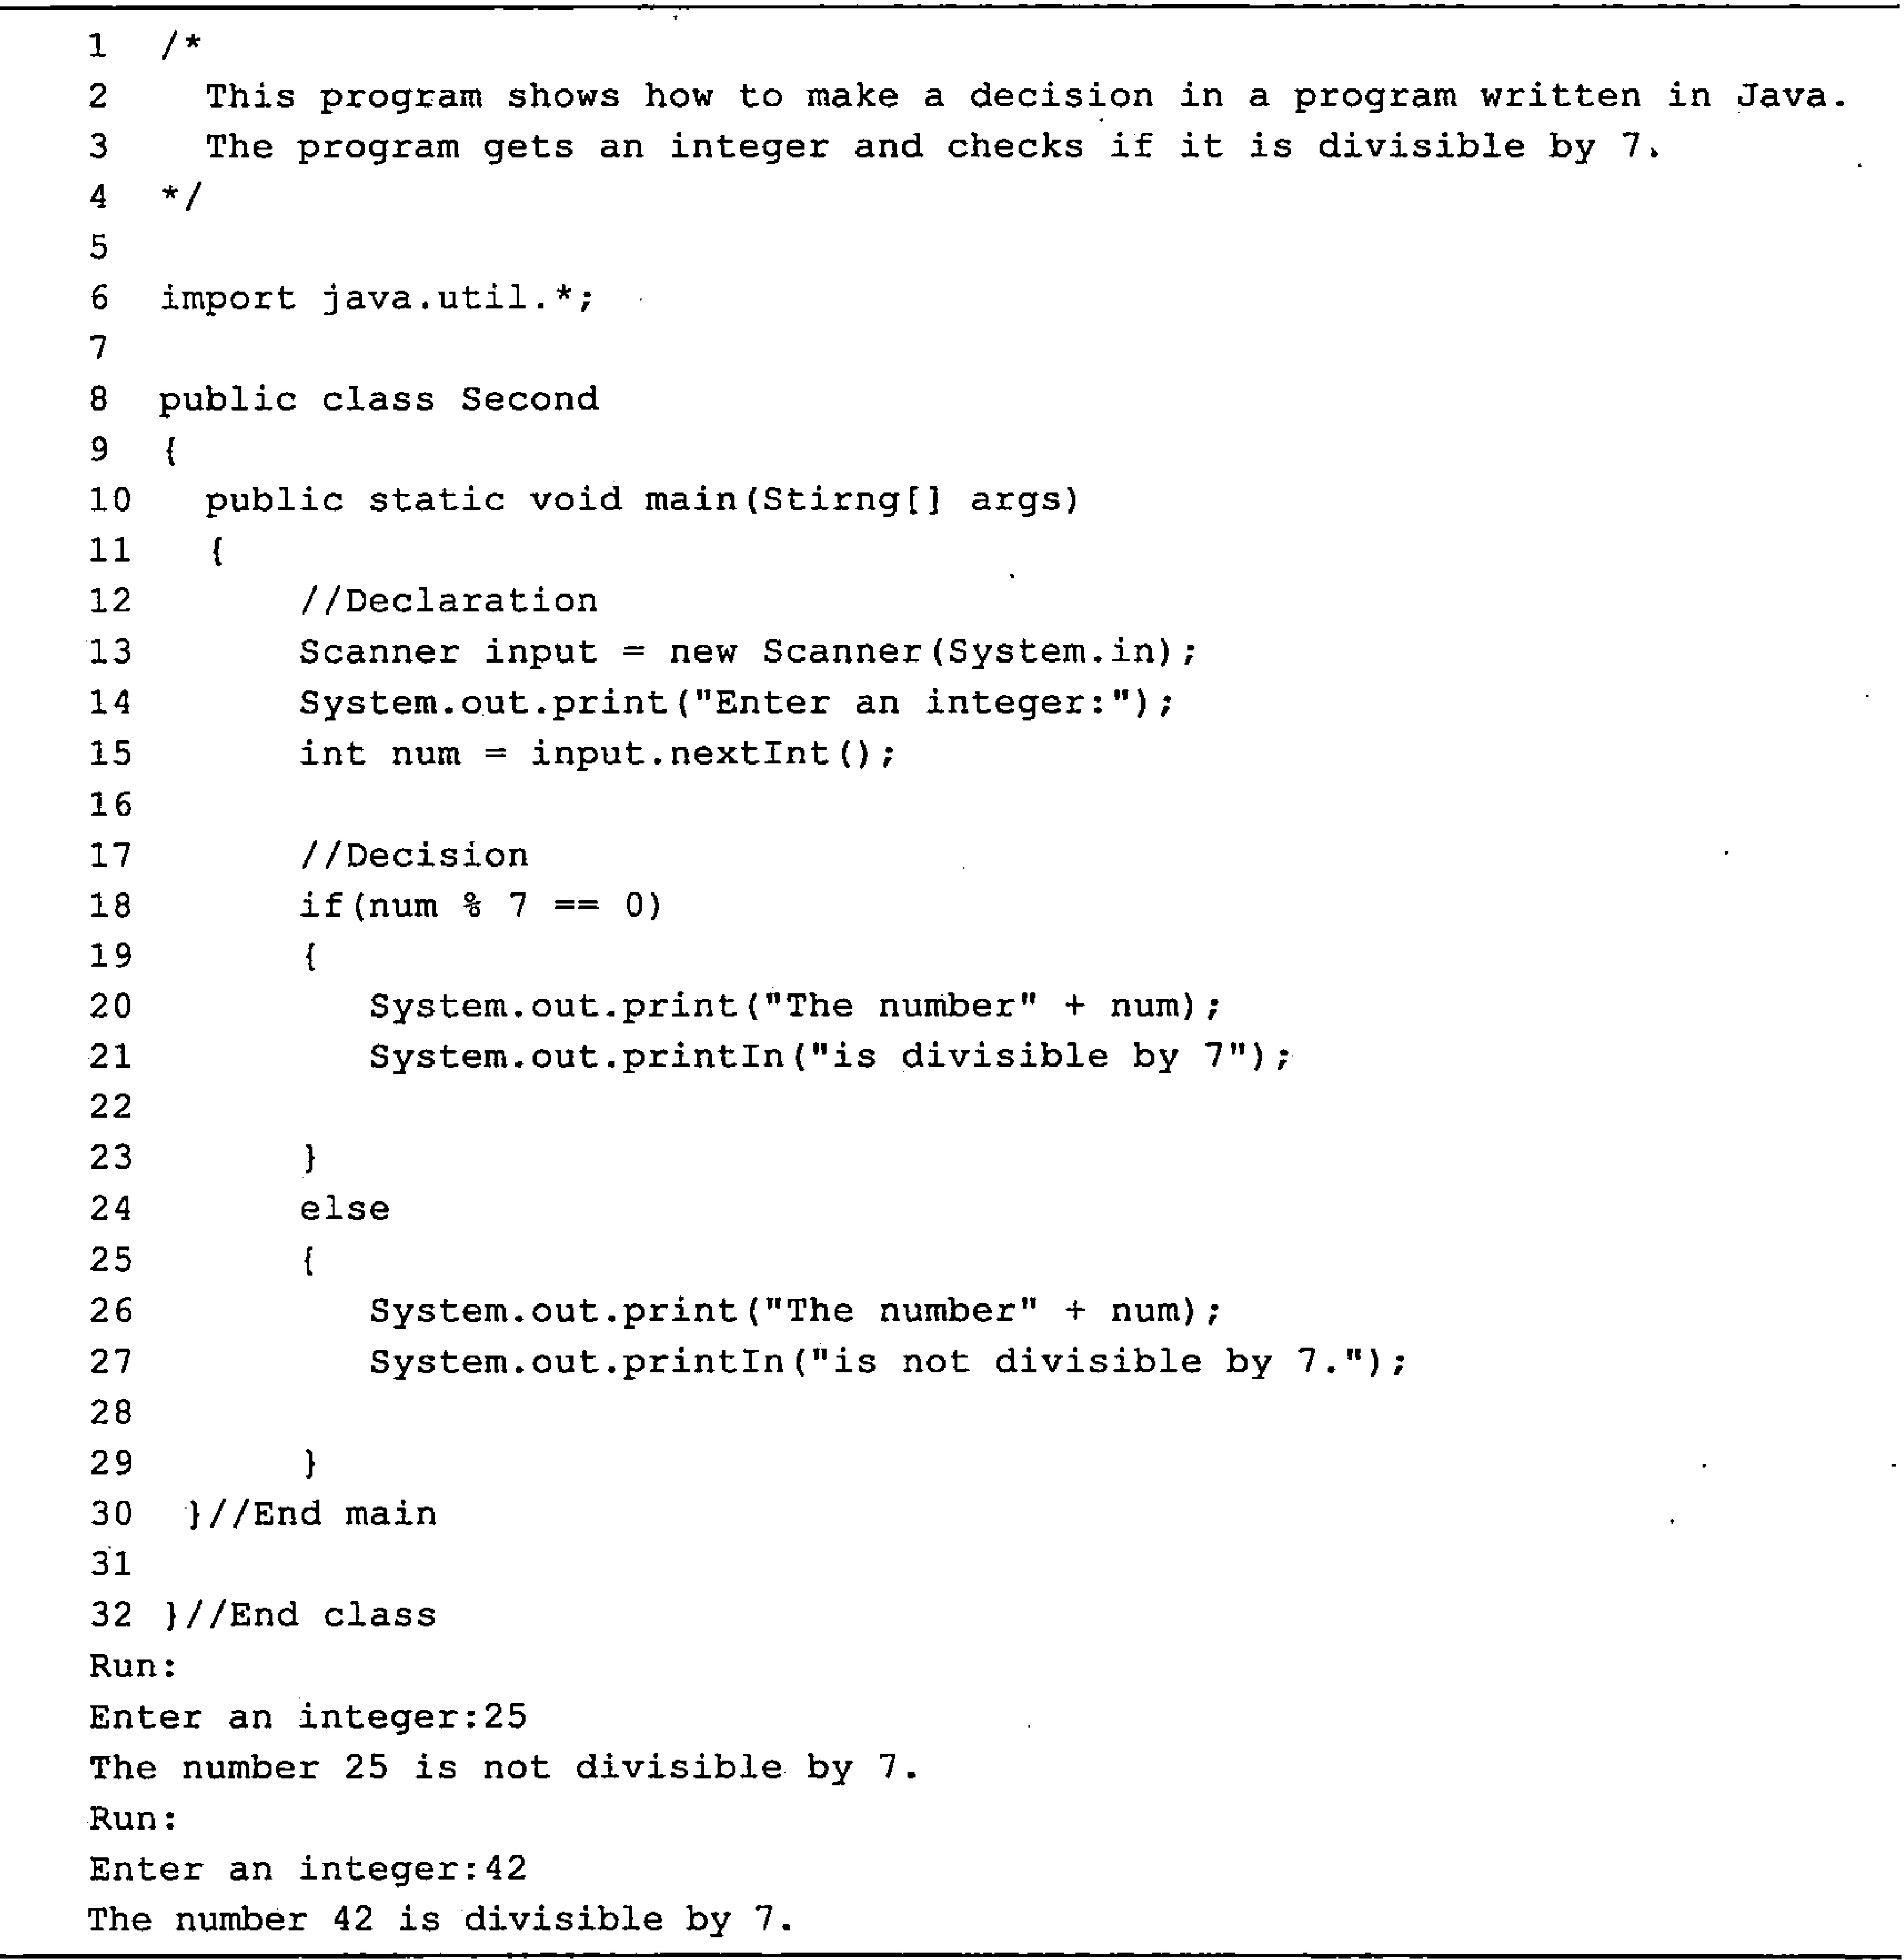 1 /*
2 This program shows how to make a decision in a program written in Java.
3 The program gets an integer and checks if it is divisible by 7.
4 */
5
6 import java.util.*;
7
8 public class Second
9 {
10 public static void main(Stirng[] args)
11 {
12 //Declaration
13 Scanner input = new Scanner(System.in);
14 System.out.print("Enter an integer:");
15 int num = input.nextInt();
16
17 //Decision
18 if(num % 7 == 0)
19 {
20 System.out.print("The number" + num);
21 System.out.printIn("is divisible by 7");
22
23 }
24 else
25 {
26 System.out.print("The number" + num);
27 System.out.printIn("is not divisible by 7.");
28
29 }
30 }//End main
31
32 }//End class
Run:
Enter an integer:25
The number 25 is not divisible by 7.
Run:
Enter an integer:42
The number 42 is divisible by 7.